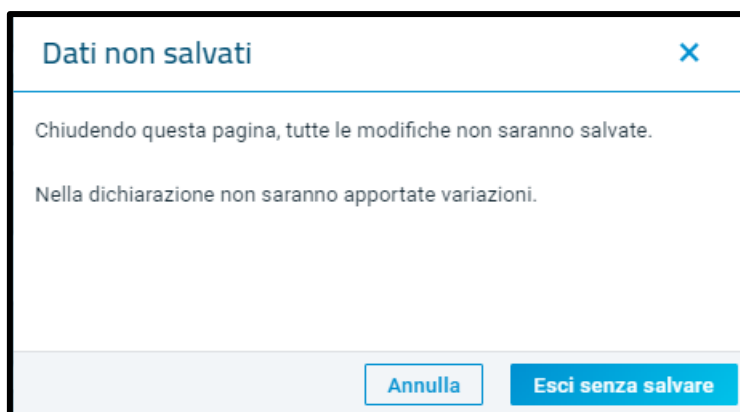 Dati non salvati
Chiudendo questa pagina, tutte le modifiche non saranno salvate.
Nella dichiarazione non saranno apportate variazioni.
Annulla
Esci senza salvare